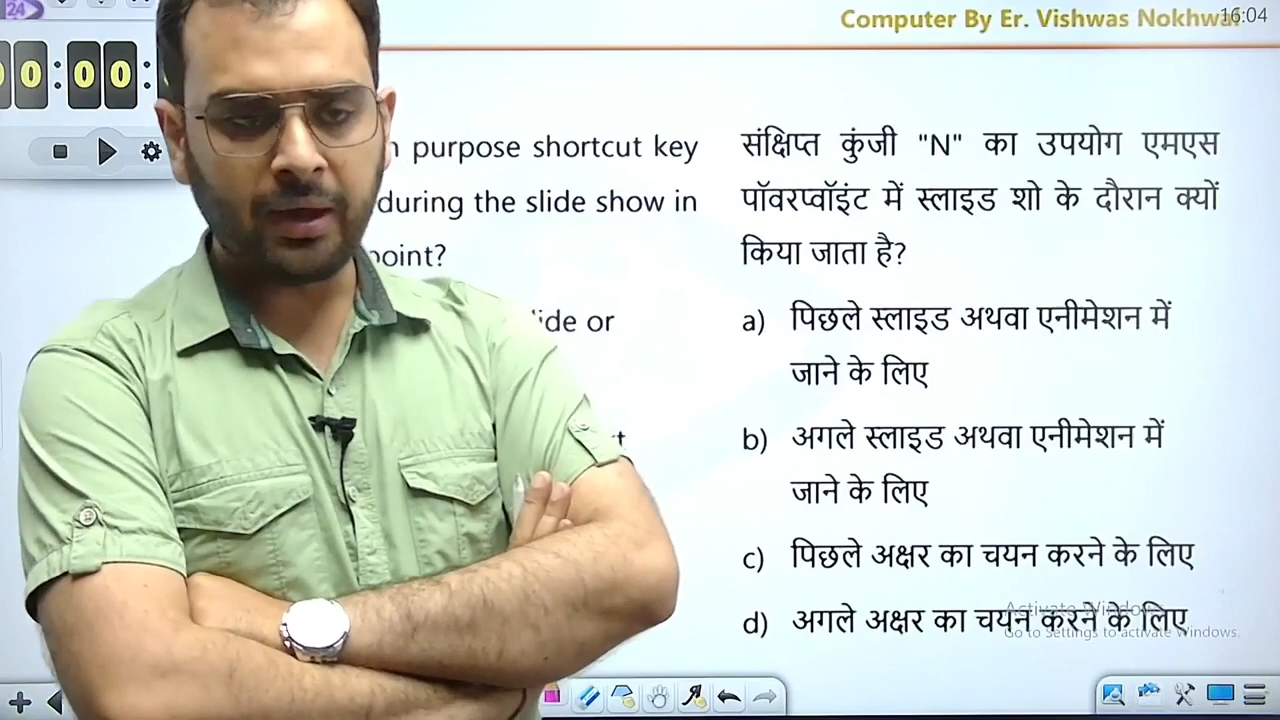 24
Computer By Er. Vishwas Nokhwal
16:04
0:00:
purpose shortcut key
during the slide show in
point?
ide or
संक्षिप्त कुंजी "N" का उपयोग एमएस
पॉवरप्वॉइंट में स्लाइड शो के दौरान क्यों
किया जाता है?
a) पिछले स्लाइड अथवा एनीमेशन में
जाने के लिए
b) अगले स्लाइड अथवा एनीमेशन में
जाने के लिए
c) पिछले अक्षर का चयन करने के लिए
d) अगले अक्षर का चयन करने के लिए
Activate Windows
Go to Settings to activate Windows.